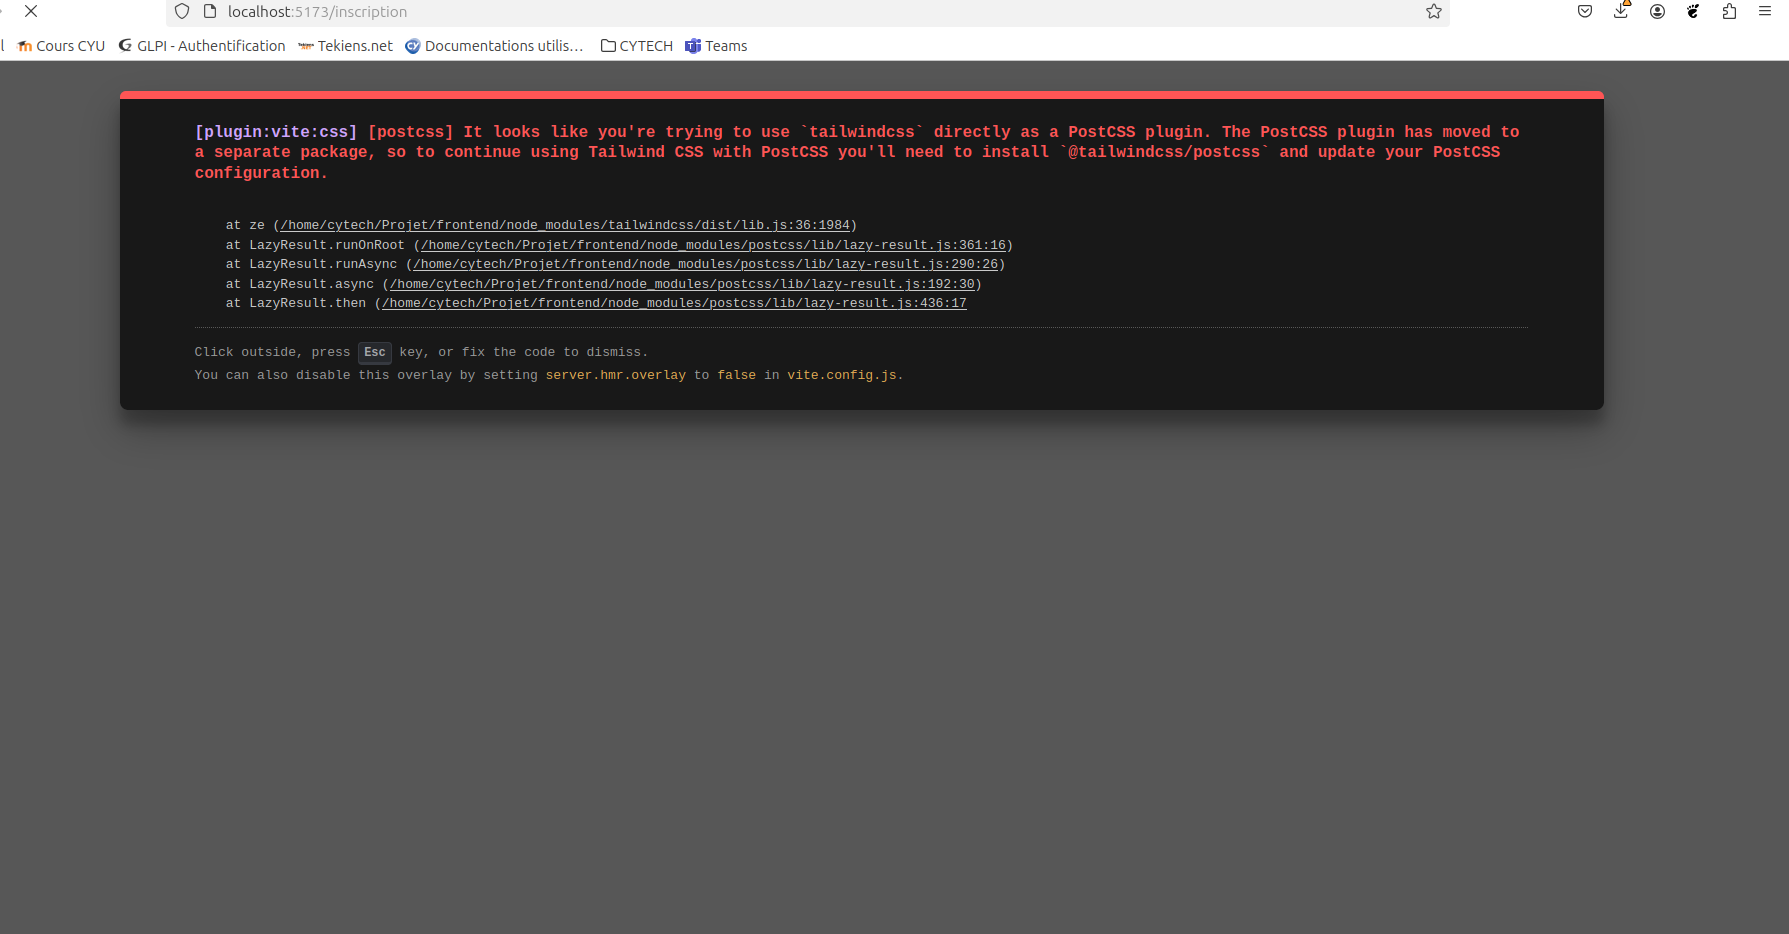 localhost:5173/inscription
l Cours CYU GLPI - Authentification Tekiens.net Documentations utilis… CYTECH Teams
[plugin:vite:css] [postcss] It looks like you're trying to use `tailwindcss` directly as a PostCSS plugin. The PostCSS plugin has moved to
a separate package, so to continue using Tailwind CSS with PostCSS you'll need to install `@tailwindcss/postcss` and update your PostCSS
configuration.
at ze (/home/cytech/Projet/frontend/node_modules/tailwindcss/dist/lib.js:36:1984)
at LazyResult.runOnRoot (/home/cytech/Projet/frontend/node_modules/postcss/lib/lazy-result.js:361:16)
at LazyResult.runAsync (/home/cytech/Projet/frontend/node_modules/postcss/lib/lazy-result.js:290:26)
at LazyResult.async (/home/cytech/Projet/frontend/node_modules/postcss/lib/lazy-result.js:192:30)
at LazyResult.then (/home/cytech/Projet/frontend/node_modules/postcss/lib/lazy-result.js:436:17
Click outside, press Esc key, or fix the code to dismiss.
You can also disable this overlay by setting server.hmr.overlay to false in vite.config.js.